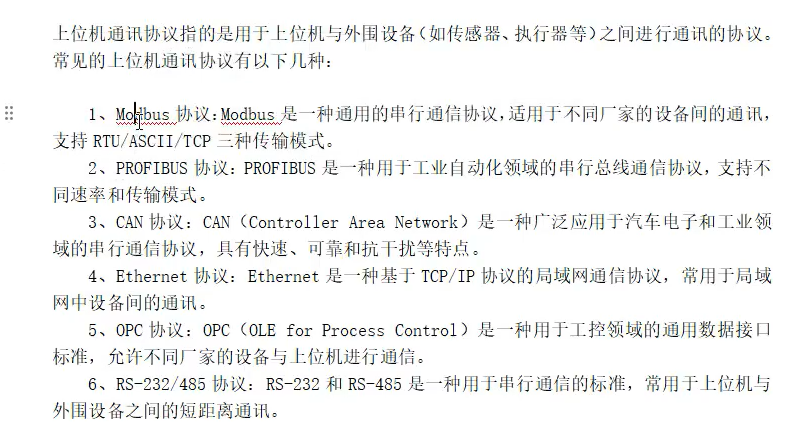 上位机通讯协议指的是用于上位机与外围设备（如传感器、执行器等）之间进行通讯的协议。
常见的上位机通讯协议有以下几种：
1、Modbus 协议：Modbus 是一种通用的串行通信协议，适用于不同厂家的设备间的通讯，
支持 RTU/ASCII/TCP 三种传输模式。
2、PROFIBUS 协议：PROFIBUS 是一种用于工业自动化领域的串行总线通信协议，支持不
同速率和传输模式。
3、CAN 协议：CAN（Controller Area Network）是一种广泛应用于汽车电子和工业领
域的串行通信协议，具有快速、可靠和抗干扰等特点。
4、Ethernet 协议：Ethernet 是一种基于 TCP/IP 协议的局域网通信协议，常用于局域
网中设备间的通讯。
5、OPC 协议：OPC（OLE for Process Control）是一种用于工控领域的通用数据接口
标准，允许不同厂家的设备与上位机进行通信。
6、RS-232/485 协议：RS-232 和 RS-485 是一种用于串行通信的标准，常用于上位机与
外围设备之间的短距离通讯。